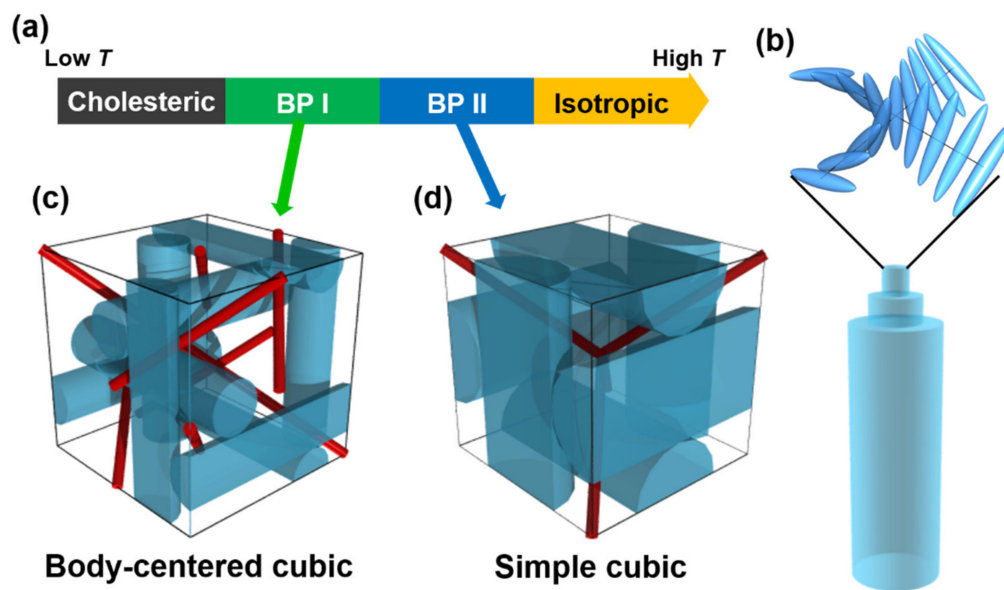 (a)
Low T
High T
Cholesteric
BP I
BP II
Isotropic
(b)
(c)
(d)
Body-centered cubic
Simple cubic